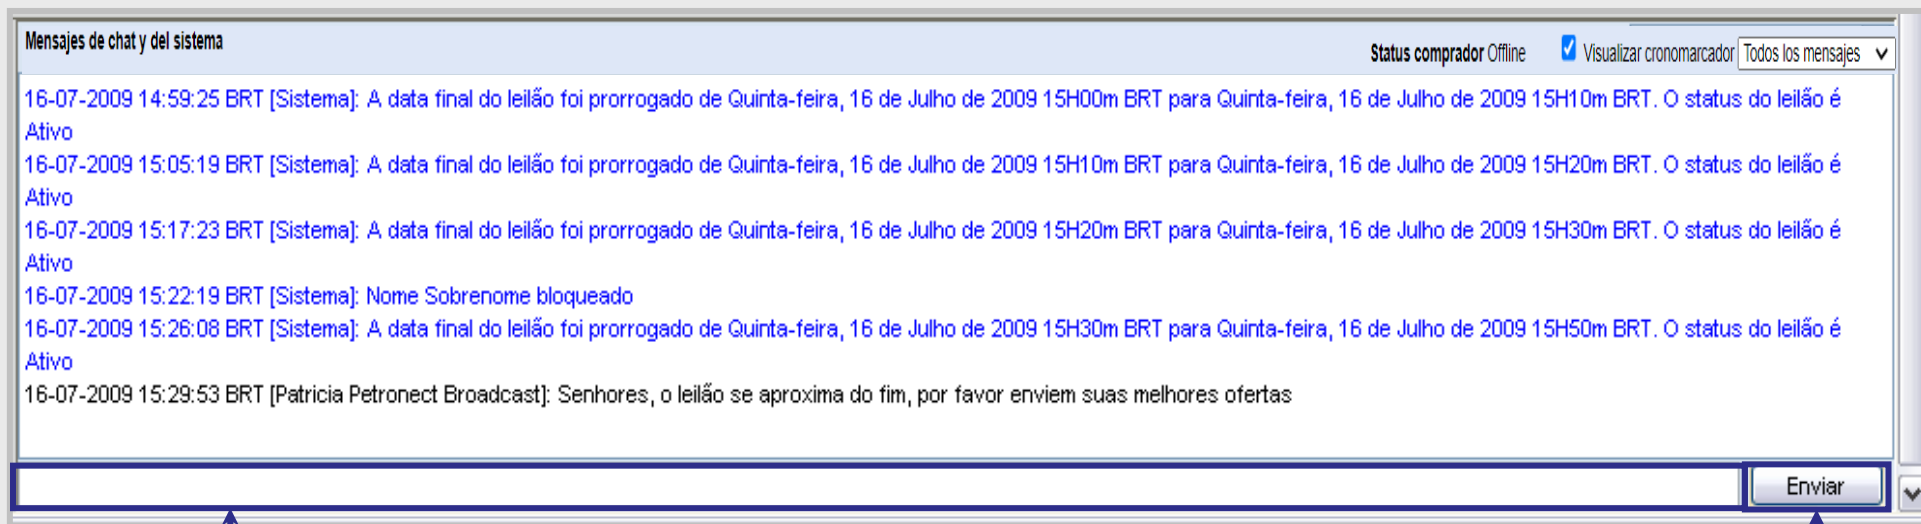 Mensajes de chat y del sistema
Status comprador Offline Visualizar cronomarcador Todos los mensajes
16-07-2009 14:59:25 BRT [Sistema]: A data final do leilão foi prorrogado de Quinta-feira, 16 de Julho de 2009 15H00m BRT para Quinta-feira, 16 de Julho de 2009 15H10m BRT. O status do leilão é
Ativo
16-07-2009 15:05:19 BRT [Sistema]: A data final do leilão foi prorrogado de Quinta-feira, 16 de Julho de 2009 15H10m BRT para Quinta-feira, 16 de Julho de 2009 15H20m BRT. O status do leilão é
Ativo
16-07-2009 15:17:23 BRT [Sistema]: A data final do leilão foi prorrogado de Quinta-feira, 16 de Julho de 2009 15H20m BRT para Quinta-feira, 16 de Julho de 2009 15H30m BRT. O status do leilão é
Ativo
16-07-2009 15:22:19 BRT [Sistema]: Nome Sobrenome bloqueado
16-07-2009 15:26:08 BRT [Sistema]: A data final do leilão foi prorrogado de Quinta-feira, 16 de Julho de 2009 15H30m BRT para Quinta-feira, 16 de Julho de 2009 15H50m BRT. O status do leilão é
Ativo
16-07-2009 15:29:53 BRT [Patricia Petronect Broadcast]: Senhores, o leilão se aproxima do fim, por favor enviem suas melhores ofertas
Enviar